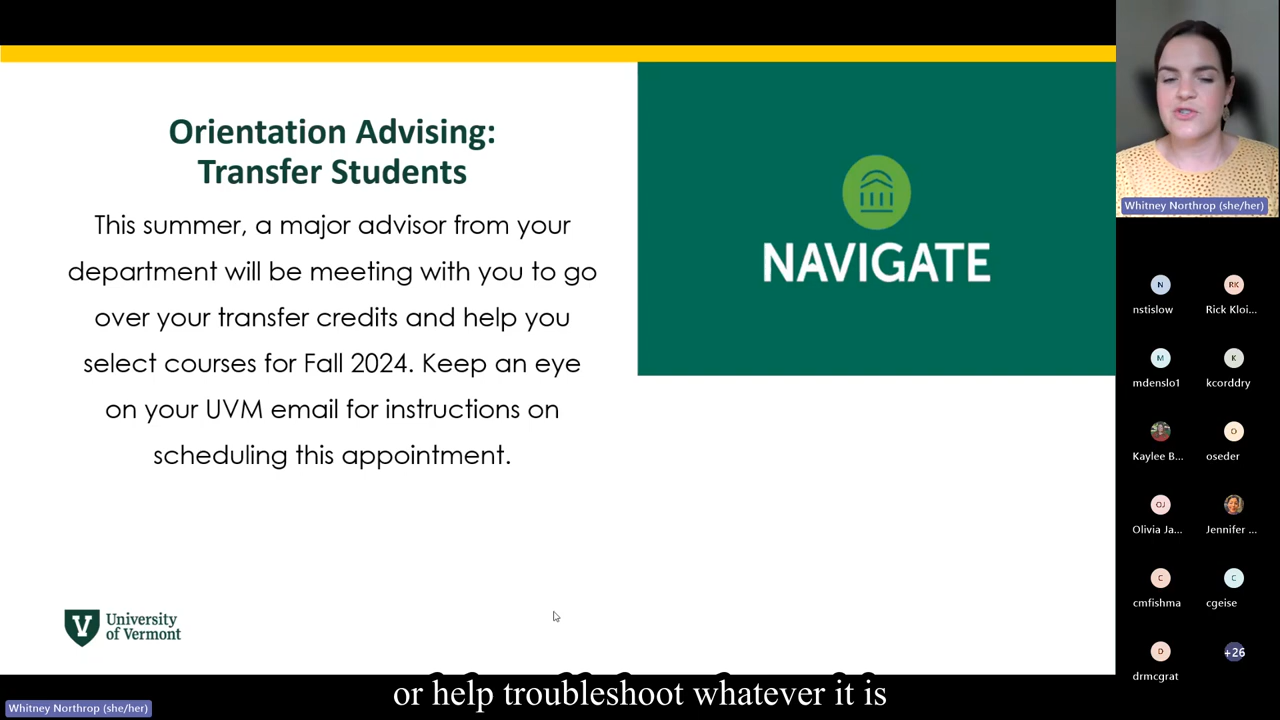 Orientation Advising:
Transfer Students
This summer, a major advisor from your
department will be meeting with you to go
over your transfer credits and help you
select courses for Fall 2024. Keep an eye
on your UVM email for instructions on
scheduling this appointment.
NAVIGATE
University
of Vermont
Whitney Northrop (she/her)
N
RK
nstislow
Rick Kloi...
M
K
mdenslo1
kcorddry
O
Kaylee B...
oseder
OJ
Olivia Ja...
Jennifer ...
C
C
cmfishma
cgeise
D
+26
drmcgrat
or help troubleshoot whatever it is
Whitney Northrop (she/her)